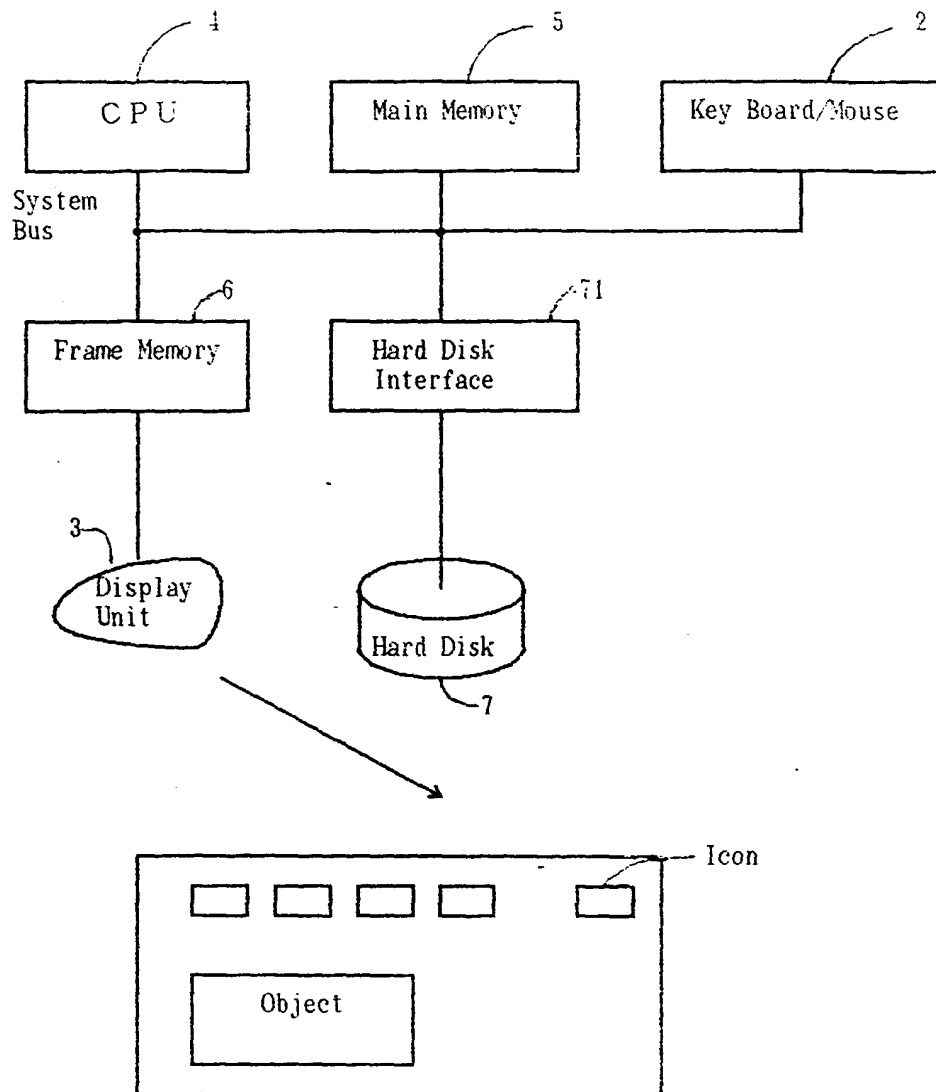 4
5
2
CPU
Main Memory
Key Board/Mouse
System
Bus
6
71
Frame Memory
Hard Disk
Interface
3
Display
Unit
Hard Disk
7
Icon
Object